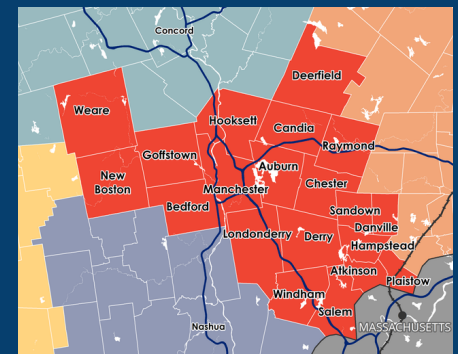 Concord
Deerfield
Weare
Hooksett
Candia
Raymond
Goffstown
Auburn
New
Boston
Chester
Manchester
Bedford
Sandown
Danville
Londonderry
Derry
Hampstead
Atkinson
Plaistow
Windham
Salem
Nashua
MASSACHUSETTS